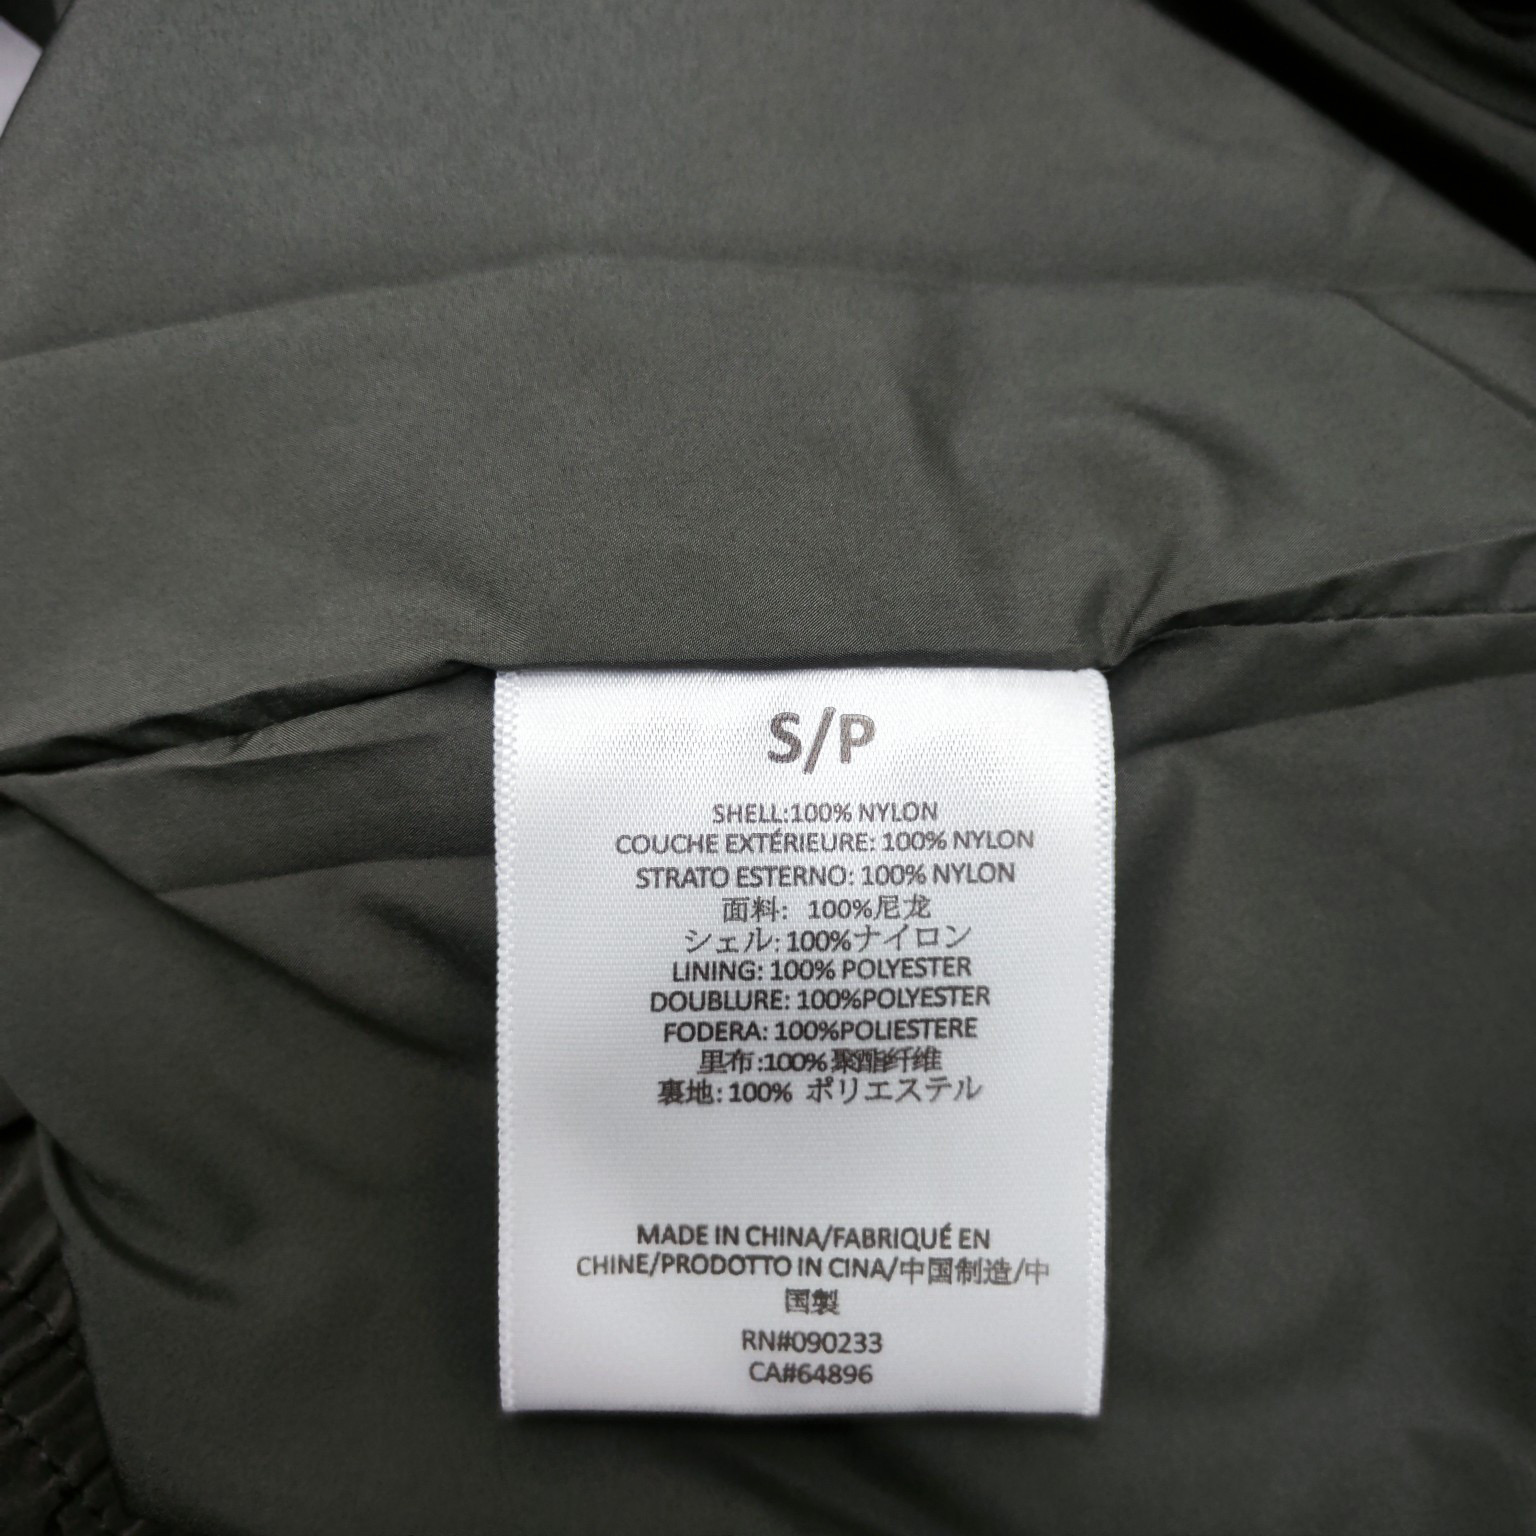 S/P
SHELL:100% NYLON
COUCHE EXTÉRIEURE: 100% NYLON
STRATO ESTERNO: 100% NYLON
面料: 100%尼龙
シェル: 100%ナイロン
LINING: 100% POLYESTER
DOUBLURE: 100%POLYESTER
FODERA: 100%POLIESTERE
里布:100% 聚酯纤维
裏地: 100% ポリエステル
MADE IN CHINA/FABRIQUÉ EN
CHINE/PRODOTTO IN CINA/中国制造/中
国製
RN#090233
CA#64896